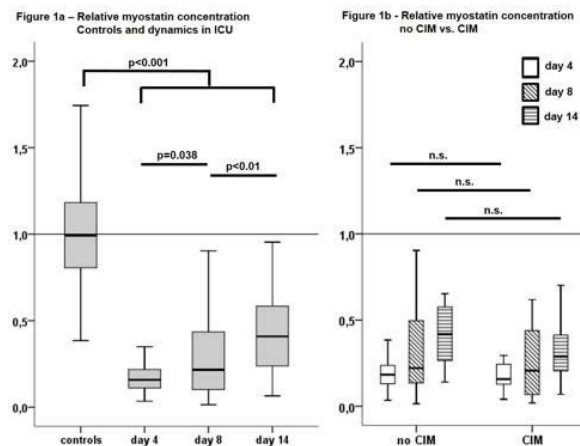 Figure 1a – Relative myostatin concentration
Controls and dynamics in ICU
2,0
1,5
1,0
0,5
0,0
p<0.001
p=0.038
p<0.01
controls
day 4
day 8
day 14
Figure 1b - Relative myostatin concentration
no CIM vs. CIM
2,0
1,5
1,0
0,5
0,0
day 4
day 8
day 14
n.s.
n.s.
n.s.
no CIM
CIM